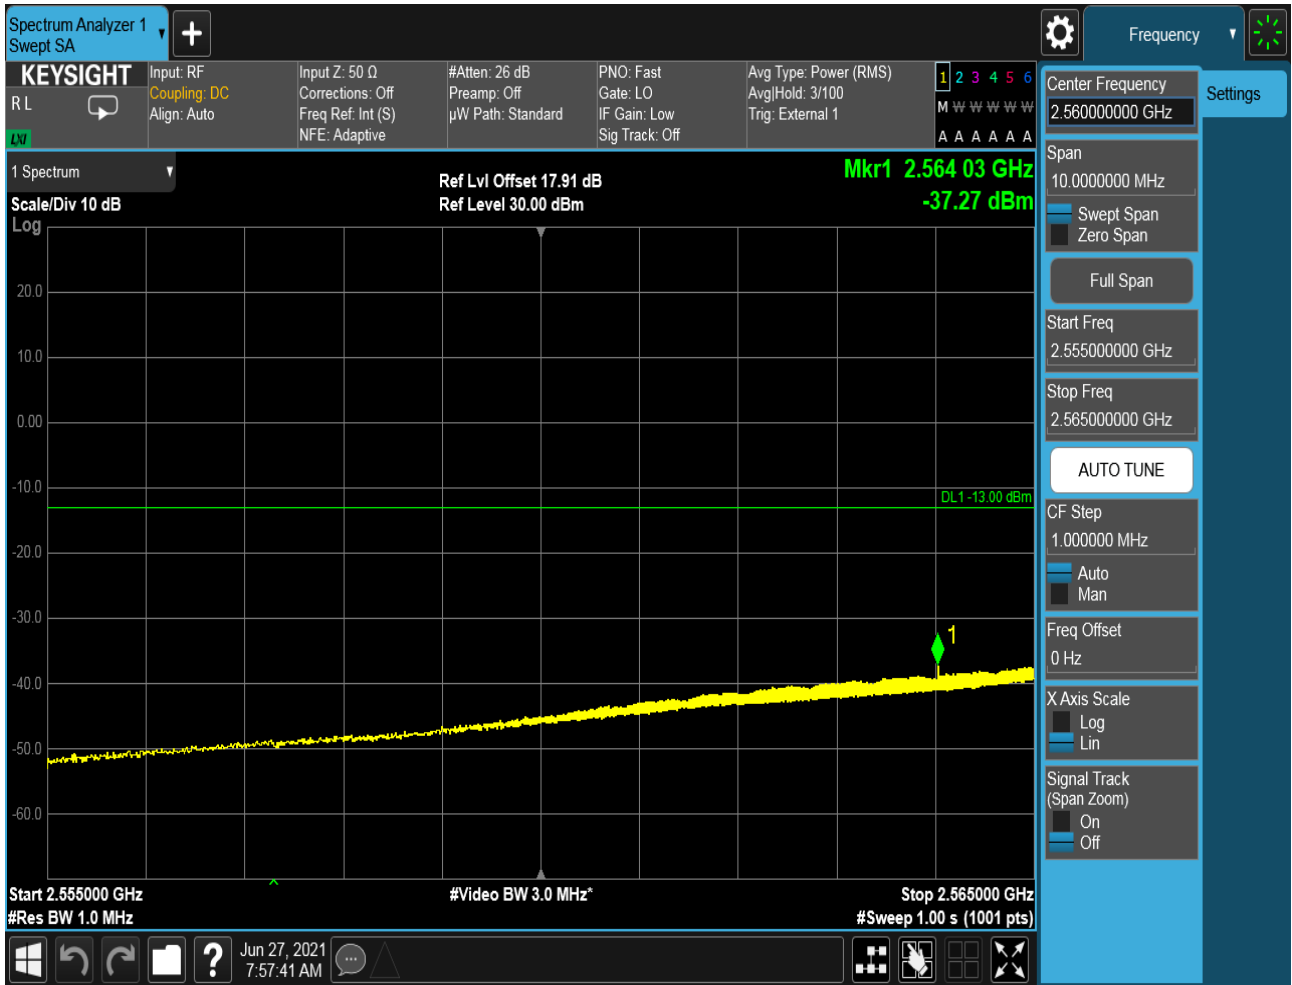 Spectrum Analyzer 1
Swept SA
Frequency
KEYSIGHT
R L
LXI
Input: RF
Coupling: DC
Align: Auto
Input Z: 50 Ω
Corrections: Off
Freq Ref: Int (S)
NFE: Adaptive
#Atten: 26 dB
Preamp: Off
µW Path: Standard
PNO: Fast
Gate: LO
IF Gain: Low
Sig Track: Off
Avg Type: Power (RMS)
Avg|Hold: 3/100
Trig: External 1
1 2 3 4 5 6
M W W W W W
A A A A A A
1 Spectrum
Scale/Div 10 dB
Log
Ref Lvl Offset 17.91 dB
Ref Level 30.00 dBm
Mkr1 2.564 03 GHz
-37.27 dBm
20.0
10.0
0.00
-10.0
-20.0
-30.0
-40.0
-50.0
-60.0
DL1 -13.00 dBm
1
Start 2.555000 GHz
#Res BW 1.0 MHz
#Video BW 3.0 MHz*
Stop 2.565000 GHz
#Sweep 1.00 s (1001 pts)
Jun 27, 2021
7:57:41 AM
Center Frequency
2.560000000 GHz
Settings
Span
10.0000000 MHz
Swept Span
Zero Span
Full Span
Start Freq
2.555000000 GHz
Stop Freq
2.565000000 GHz
AUTO TUNE
CF Step
1.000000 MHz
Auto
Man
Freq Offset
0 Hz
X Axis Scale
Log
Lin
Signal Track
(Span Zoom)
On
Off